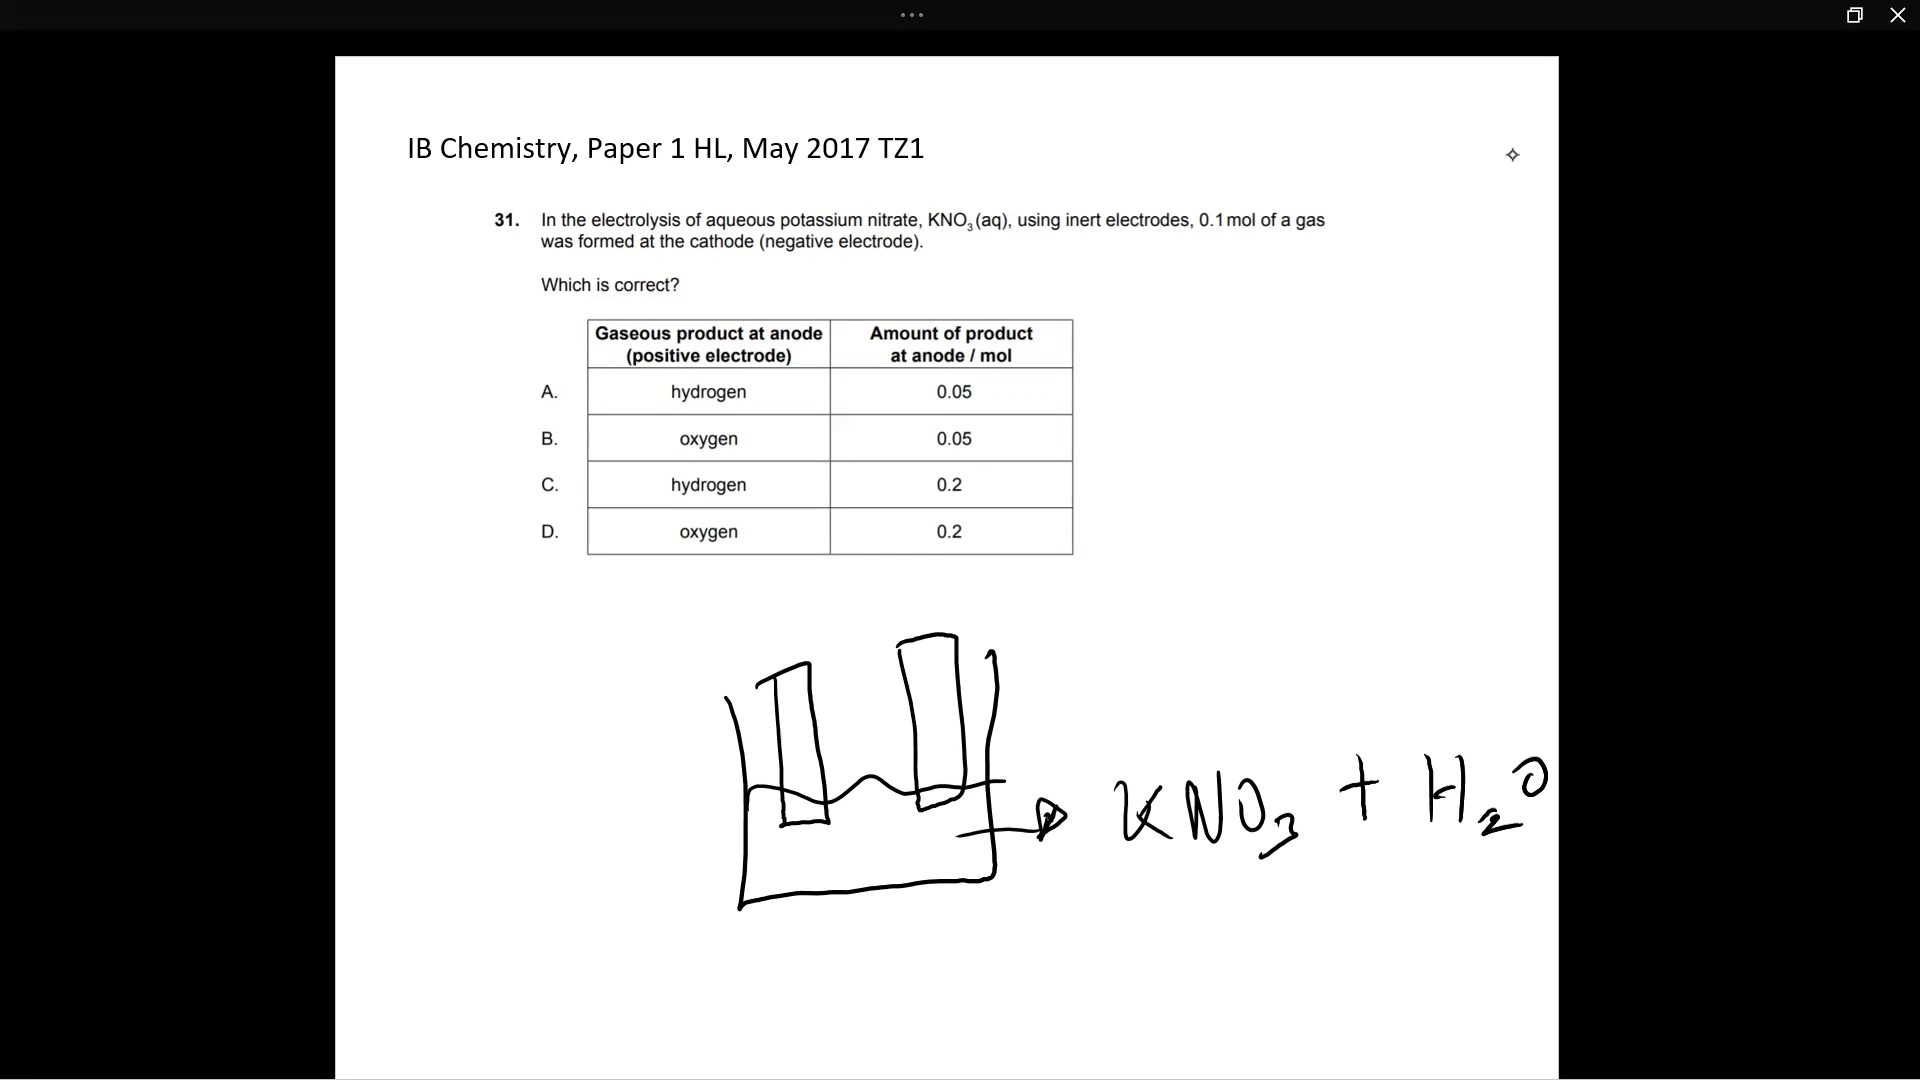 IB Chemistry, Paper 1 HL, May 2017 TZ1
31. In the electrolysis of aqueous potassium nitrate, KNO₃(aq), using inert electrodes, 0.1 mol of a gas
was formed at the cathode (negative electrode).
Which is correct?
Gaseous product at anode (positive electrode) Amount of product at anode / mol
A. hydrogen 0.05
B. oxygen 0.05
C. hydrogen 0.2
D. oxygen 0.2
KNO₃ + H₂O